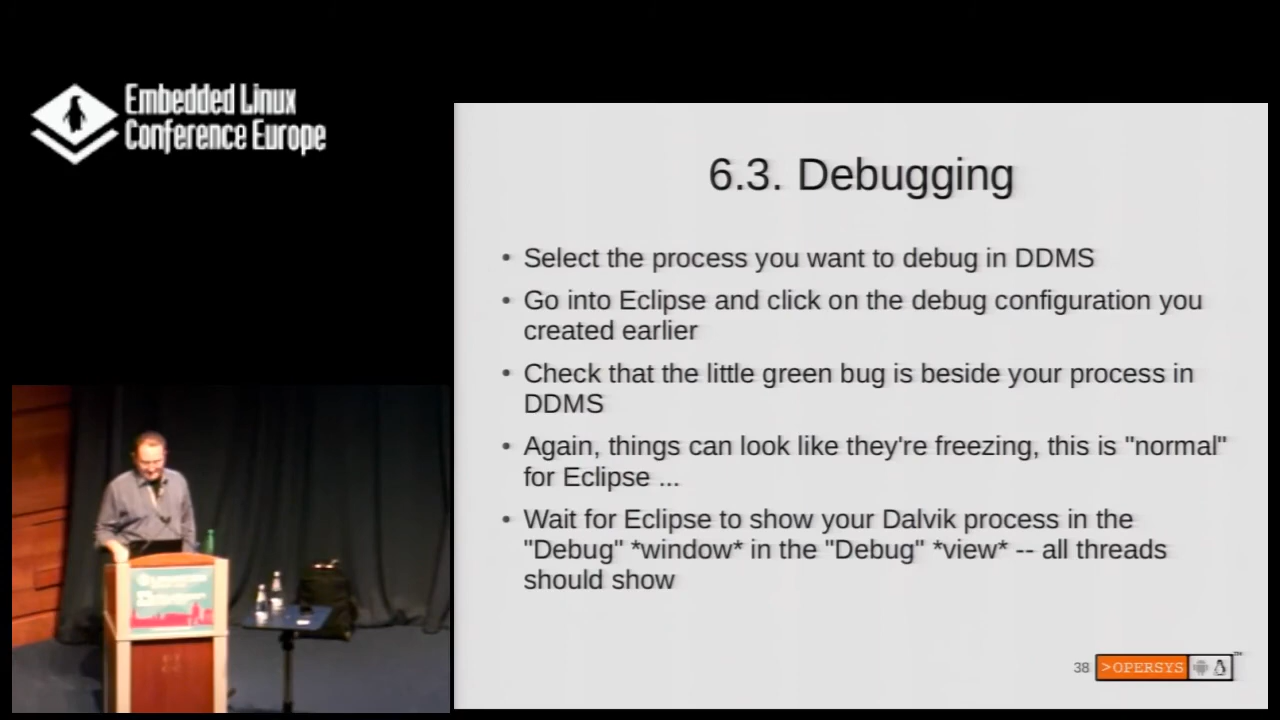 Embedded Linux
Conference Europe
6.3. Debugging
• Select the process you want to debug in DDMS
• Go into Eclipse and click on the debug configuration you
created earlier
• Check that the little green bug is beside your process in
DDMS
• Again, things can look like they're freezing, this is "normal"
for Eclipse ...
• Wait for Eclipse to show your Dalvik process in the
"Debug" *window* in the "Debug" *view* -- all threads
should show
38
>OPERSYS
™